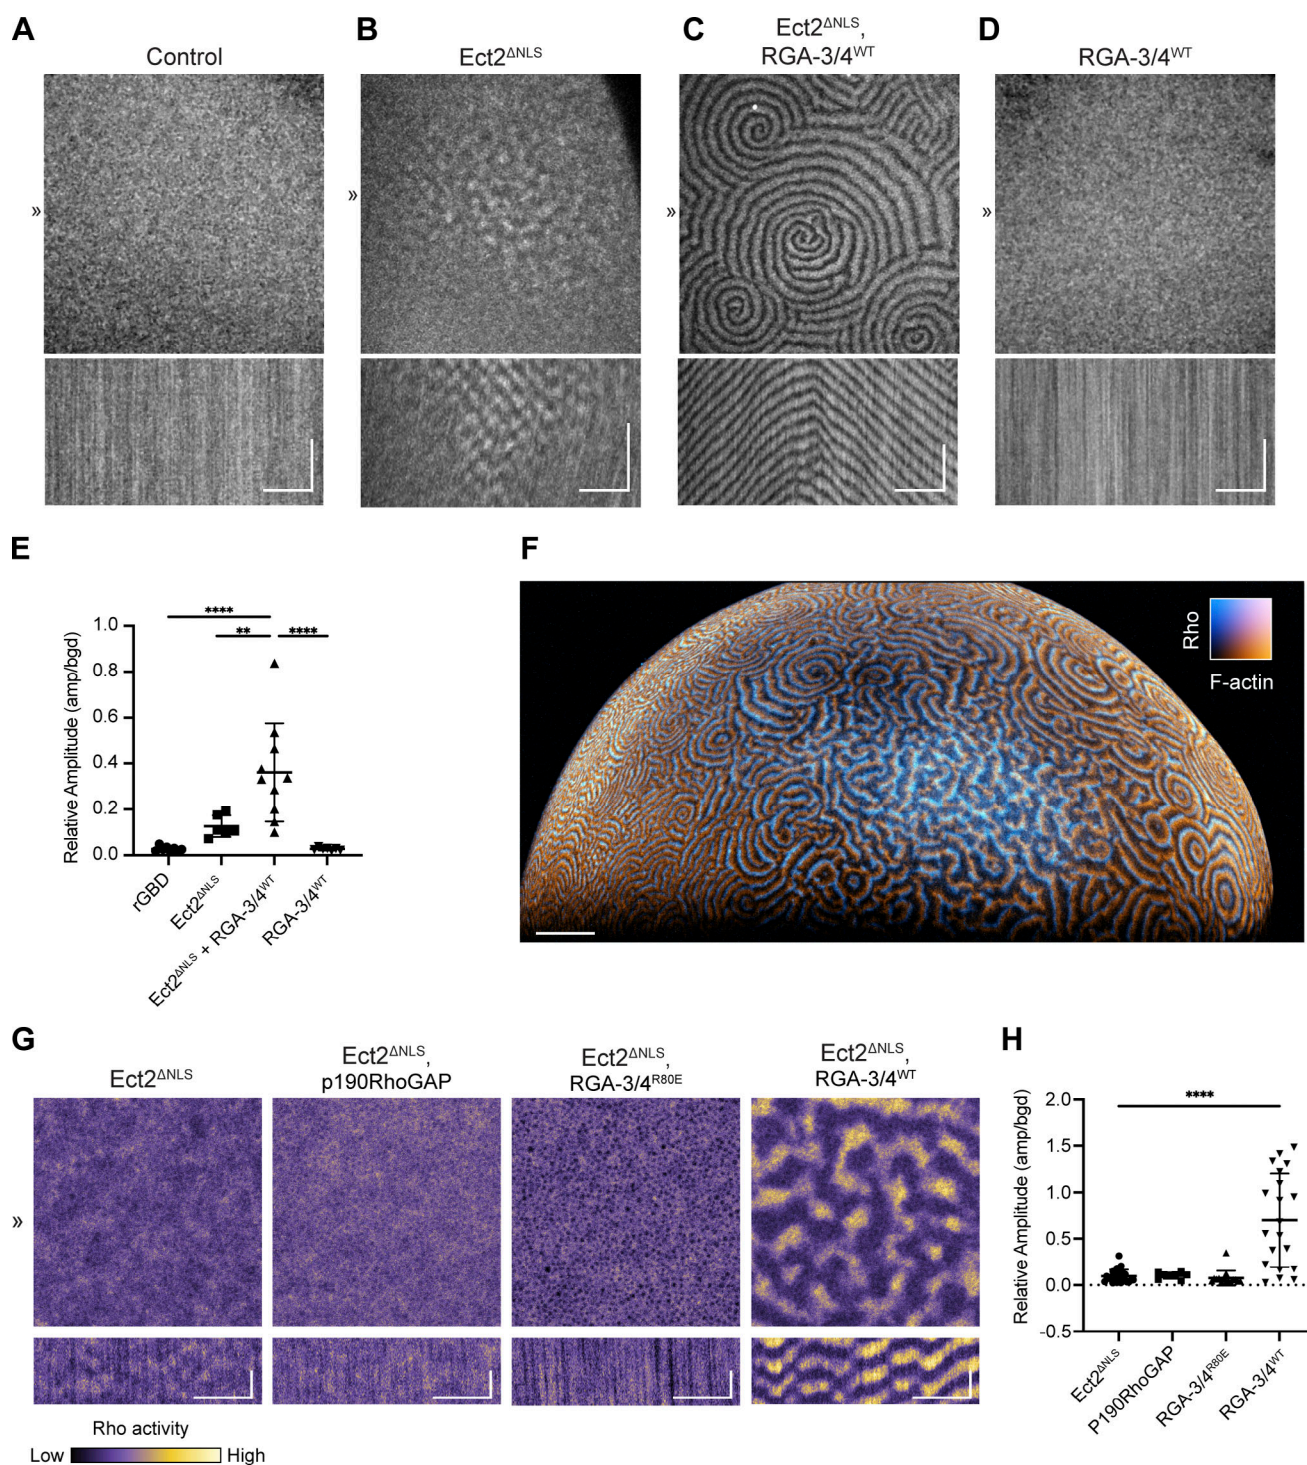 A
Control
»
B
Ect2ΔNLS
»
C
Ect2ΔNLS,
RGA-3/4WT
»
D
RGA-3/4WT
»
E
Relative Amplitude (amp/bgd)
1.0
0.8
0.6
0.4
0.2
0.0
****
** ****
rGBD
Ect2ΔNLS
Ect2ΔNLS + RGA-3/4WT
RGA-3/4WT
F
Rho
F-actin
G
Ect2ΔNLS
Ect2ΔNLS,
p190RhoGAP
Ect2ΔNLS,
RGA-3/4R80E
Ect2ΔNLS,
RGA-3/4WT
»
Rho activity
Low High
H
Relative Amplitude (amp/bgd)
2.0
1.5
1.0
0.5
0.0
-0.5
****
Ect2ΔNLS
P190RhoGAP
RGA-3/4R80E
RGA-3/4WT